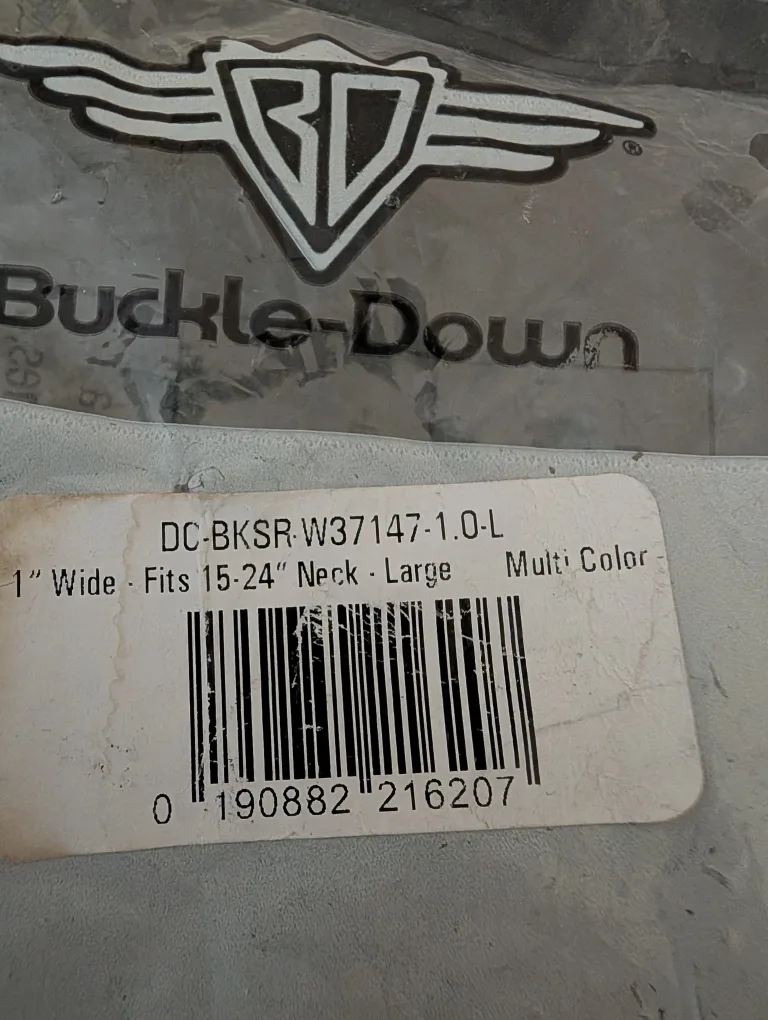 BD
®
Buckle-Down
DC-BKSR-W37147-1.0-L
1" Wide - Fits 15-24" Neck - Large Multi Color -
0 190882 216207